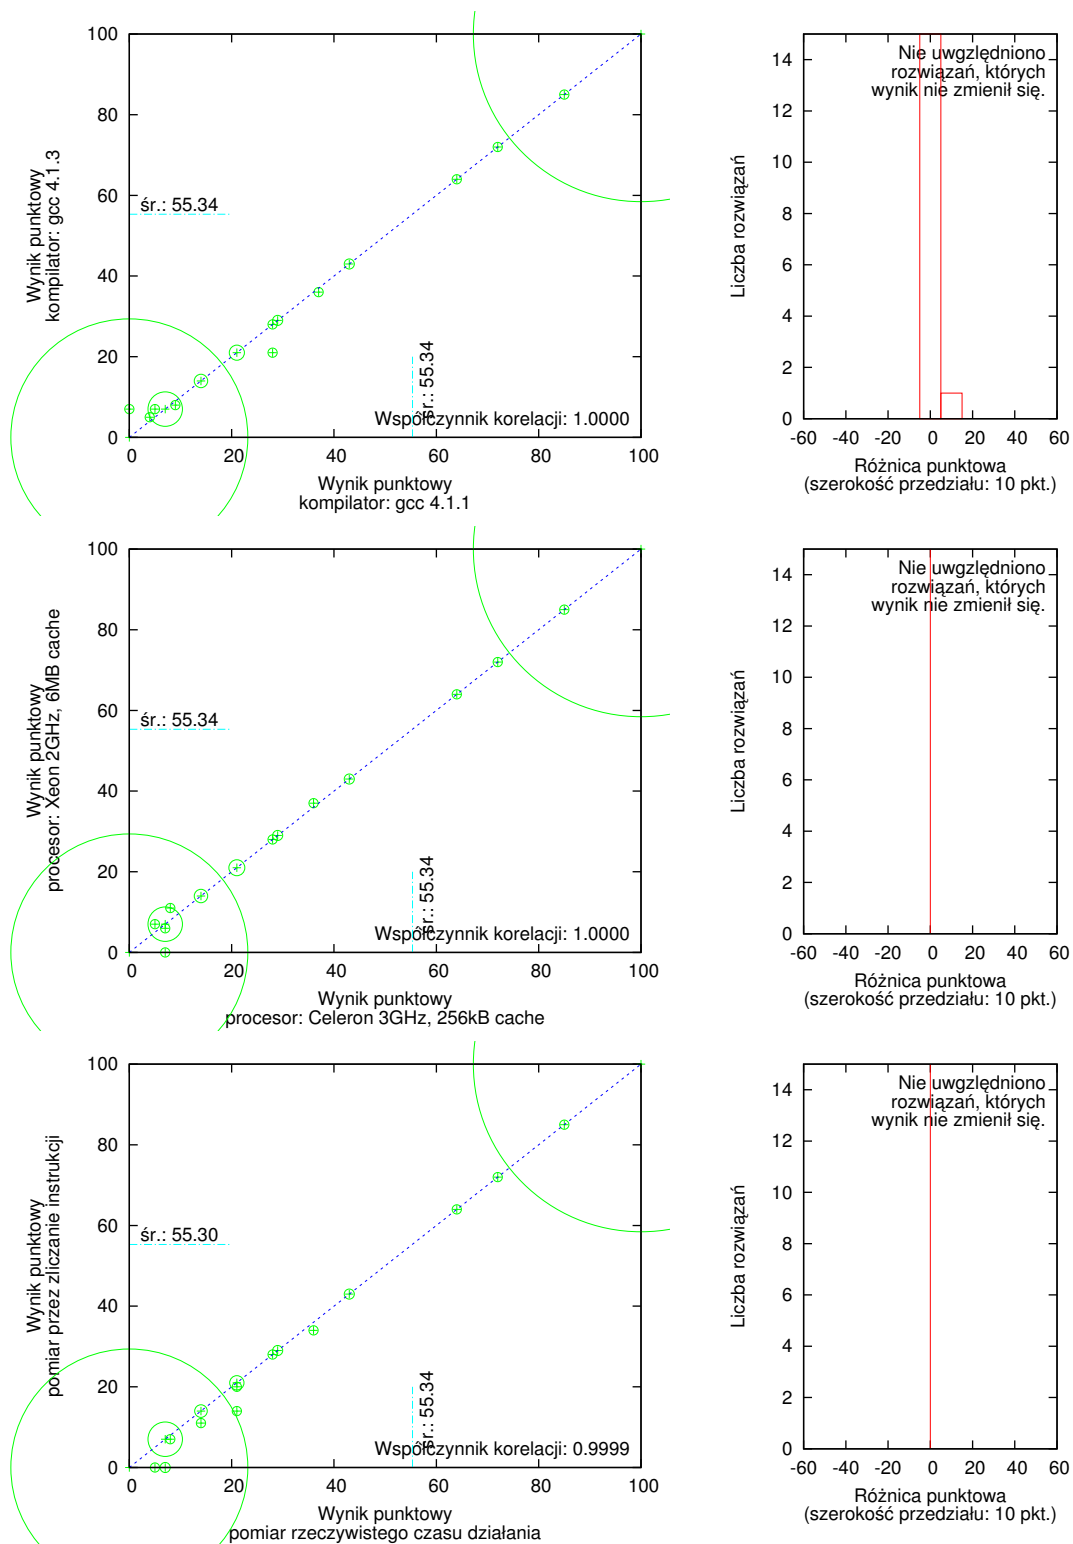 100
80
60
40
20
0
Wynik punktowy
kompilator: gcc 4.1.3
śr.: 55.34
śr.: 55.34
Współczynnik korelacji: 1.0000
0 20 40 60 80 100
Wynik punktowy
kompilator: gcc 4.1.1
Nie uwgzlędniono
rozwiązań, których
wynik nie zmienił się.
14
12
10
8
6
4
2
0
Liczba rozwiązań
-60 -40 -20 0 20 40 60
Różnica punktowa
(szerokość przedziału: 10 pkt.)
100
80
60
40
20
0
Wynik punktowy
procesor: Xeon 2GHz, 6MB cache
śr.: 55.34
śr.: 55.34
Współczynnik korelacji: 1.0000
0 20 40 60 80 100
Wynik punktowy
procesor: Celeron 3GHz, 256kB cache
Nie uwgzlędniono
rozwiązań, których
wynik nie zmienił się.
14
12
10
8
6
4
2
0
Liczba rozwiązań
-60 -40 -20 0 20 40 60
Różnica punktowa
(szerokość przedziału: 10 pkt.)
100
80
60
40
20
0
Wynik punktowy
pomiar przez zliczanie instrukcji
śr.: 55.30
śr.: 55.34
Współczynnik korelacji: 0.9999
0 20 40 60 80 100
Wynik punktowy
pomiar rzeczywistego czasu działania
Nie uwgzlędniono
rozwiązań, których
wynik nie zmienił się.
14
12
10
8
6
4
2
0
Liczba rozwiązań
-60 -40 -20 0 20 40 60
Różnica punktowa
(szerokość przedziału: 10 pkt.)